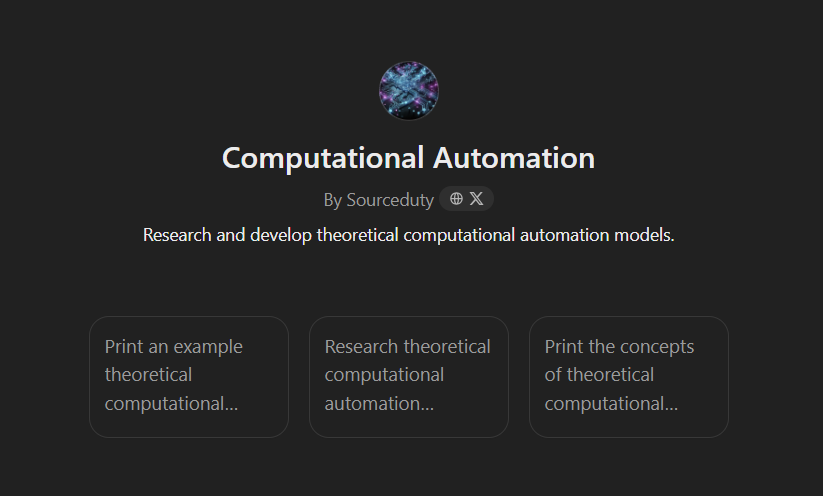 Computational Automation
By Sourceduty
Research and develop theoretical computational automation models.
Print an example
theoretical
computational...
Research theoretical
computational
automation...
Print the concepts
of theoretical
computational...